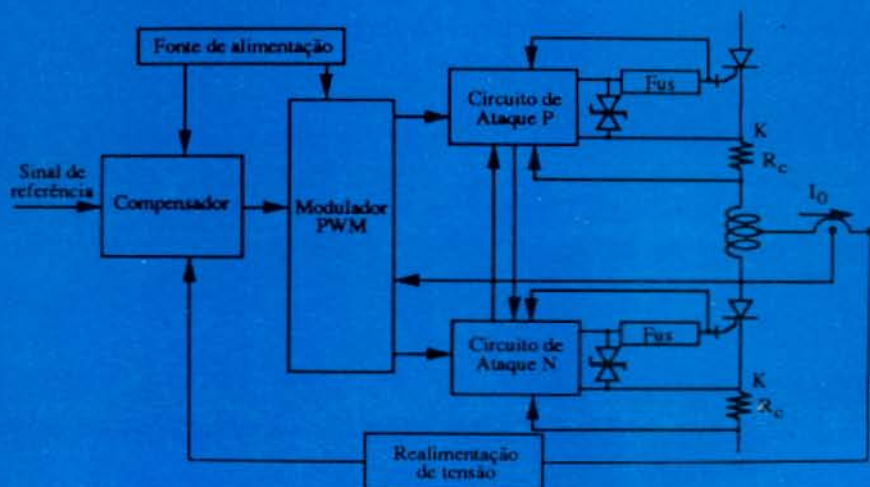 Fonte de alimentação
Sinal de
referência
Compensador
Modulador
PWM
Circuito de
Ataque P
Fus
K
Rc
I0
Circuito de
Ataque N
Fus
K
Rc
Realimentação
de tensão